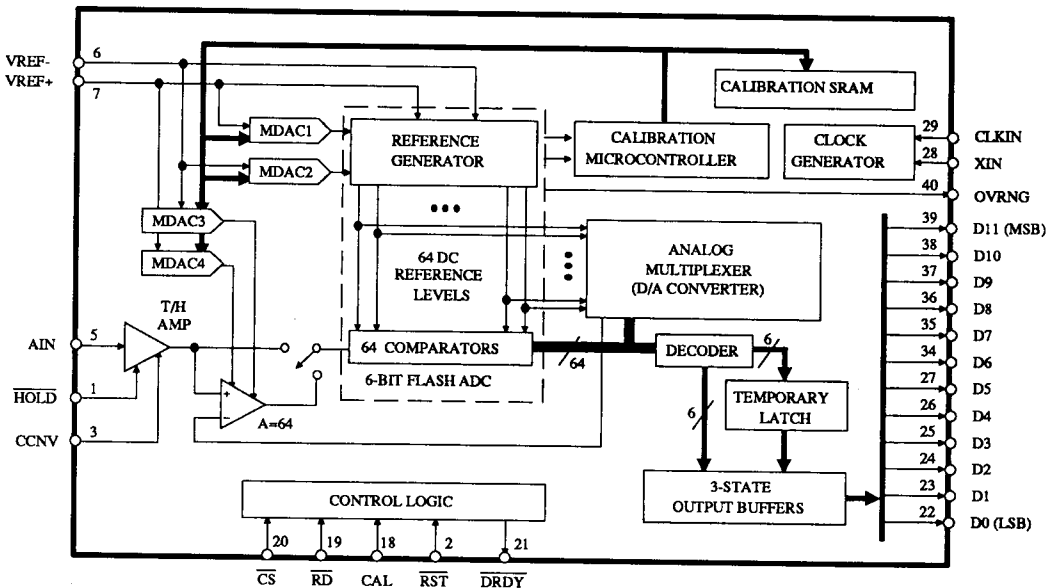 VREF-
6
VREF+
7
CALIBRATION SRAM
MDAC1
REFERENCE
GENERATOR
CALIBRATION
MICROCONTROLLER
CLOCK
GENERATOR
29
CLKIN
28
XIN
MDAC2
40
OVRNG
MDAC3
MDAC4
64 DC
REFERENCE
LEVELS
ANALOG
MULTIPLEXER
(D/A CONVERTER)
39
D11 (MSB)
38
D10
37
D9
36
D8
35
D7
34
D6
27
D5
26
D4
25
D3
24
D2
23
D1
22
D0 (LSB)
T/H
AMP
AIN
5
HOLD
1
CCNV
3
+
−
A=64
64 COMPARATORS
6-BIT FLASH ADC
64
DECODER
6
6
TEMPORARY
LATCH
3-STATE
OUTPUT BUFFERS
CONTROL LOGIC
20
19
18
2
21
CS
RD
CAL
RST
DRDY